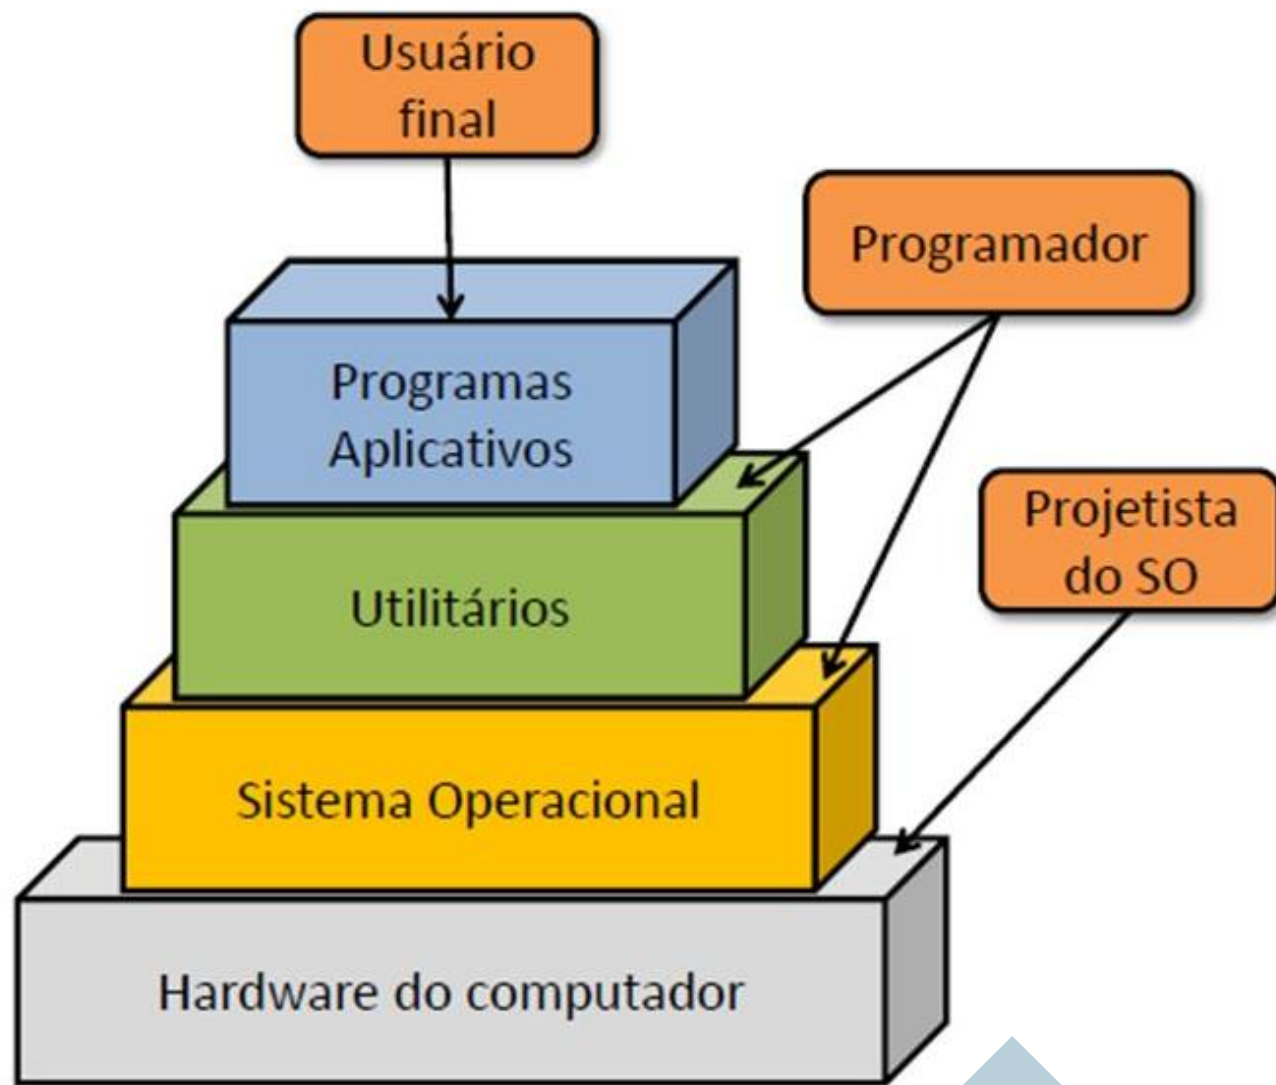 Usuário
final
Programador
Programas
Aplicativos
Projetista
do SO
Utilitários
Sistema Operacional
Hardware do computador